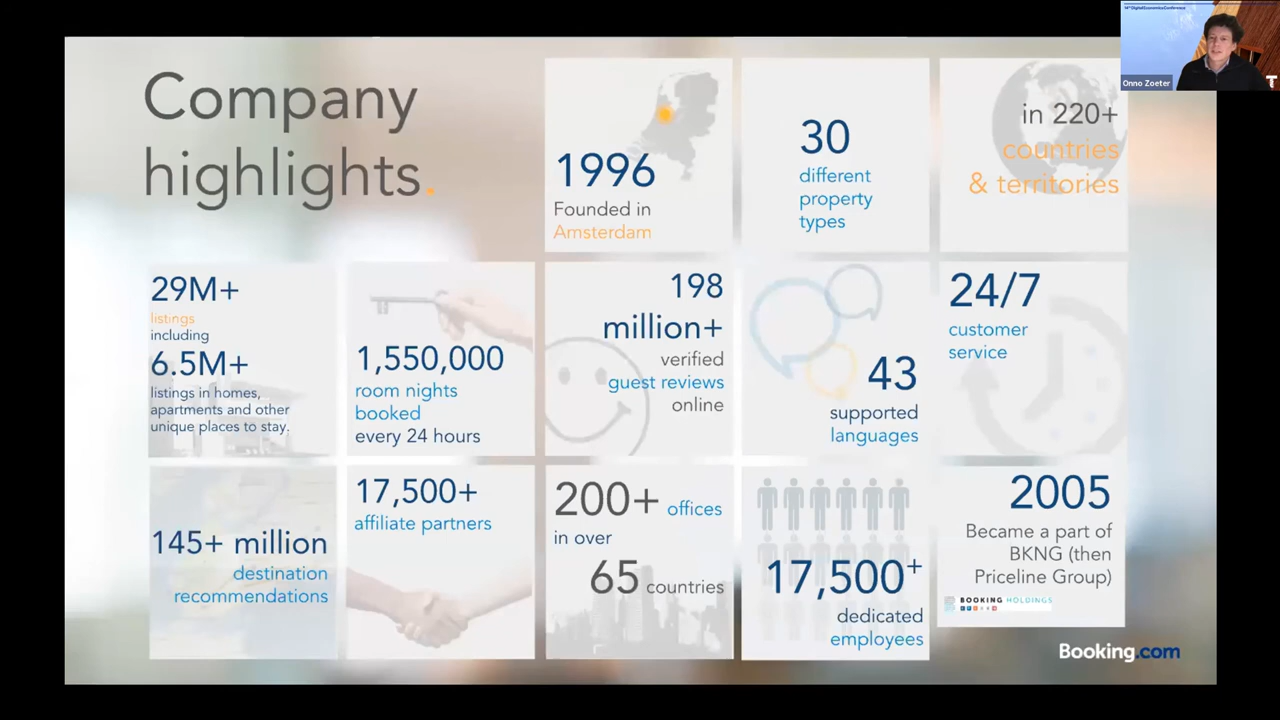 Company
highlights.
1996
Founded in
Amsterdam
30
different
property
types
in 220+
countries
& territories
29M+
listings
including
6.5M+
listings in homes,
apartments and other
unique places to stay.
1,550,000
room nights
booked
every 24 hours
198
million+
verified
guest reviews
online
43
supported
languages
24/7
customer
service
145+ million
destination
recommendations
17,500+
affiliate partners
200+ offices
in over
65 countries
17,500+
dedicated
employees
2005
Became a part of
BKNG (then
Priceline Group)
BOOKING HOLDINGS
Booking.com
14th Digital Economics Conference
Onno Zoeter
T